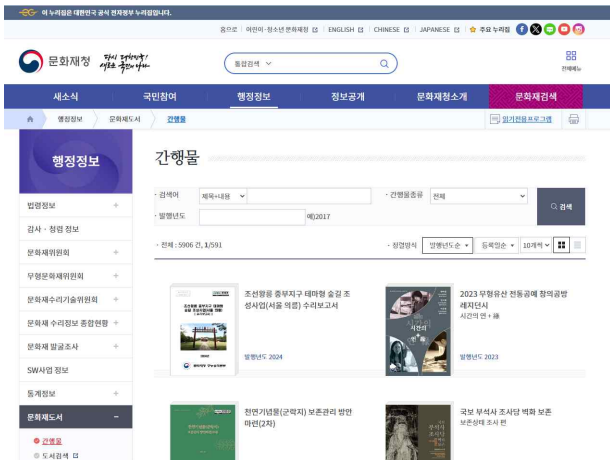 이 누리집은 대한민국 공식 전자정부 누리집입니다.
홈으로 어린이·청소년 문화재청 ENGLISH CHINESE JAPANESE 주요 누리집
문화재청
통합검색
전체메뉴
새소식 국민참여 행정정보 정보공개 문화재청소개 문화재검색
행정정보 문화재도서 간행물
읽기전용프로그램
행정정보
법령정보 +
감사·청렴 정보
문화재위원회 +
무형문화재위원회 +
문화재수리기술위원회 +
문화재 수리정보 종합현황 +
문화재 발굴조사 +
SW사업 정보
통계정보 +
문화재도서 -
간행물
도서검색
간행물
· 검색어 제목+내용
· 간행물종류 전체
· 발행년도 예)2017
검색
· 전체 : 5906 건, 1/591
· 정렬방식 발행년도순 등록일순 10개씩
조선왕릉 중부지구 테마형 숲길 조
성사업(서울 의릉) 수리보고서
발행년도 2024
2023 무형유산 전통공예 창의공방
레지던시
시간의 연 + 緣
발행년도 2023
천연기념물(군락지) 보존관리 방안
마련(2차)
국보 부석사 조사당 벽화 보존
보존상태 조사 편